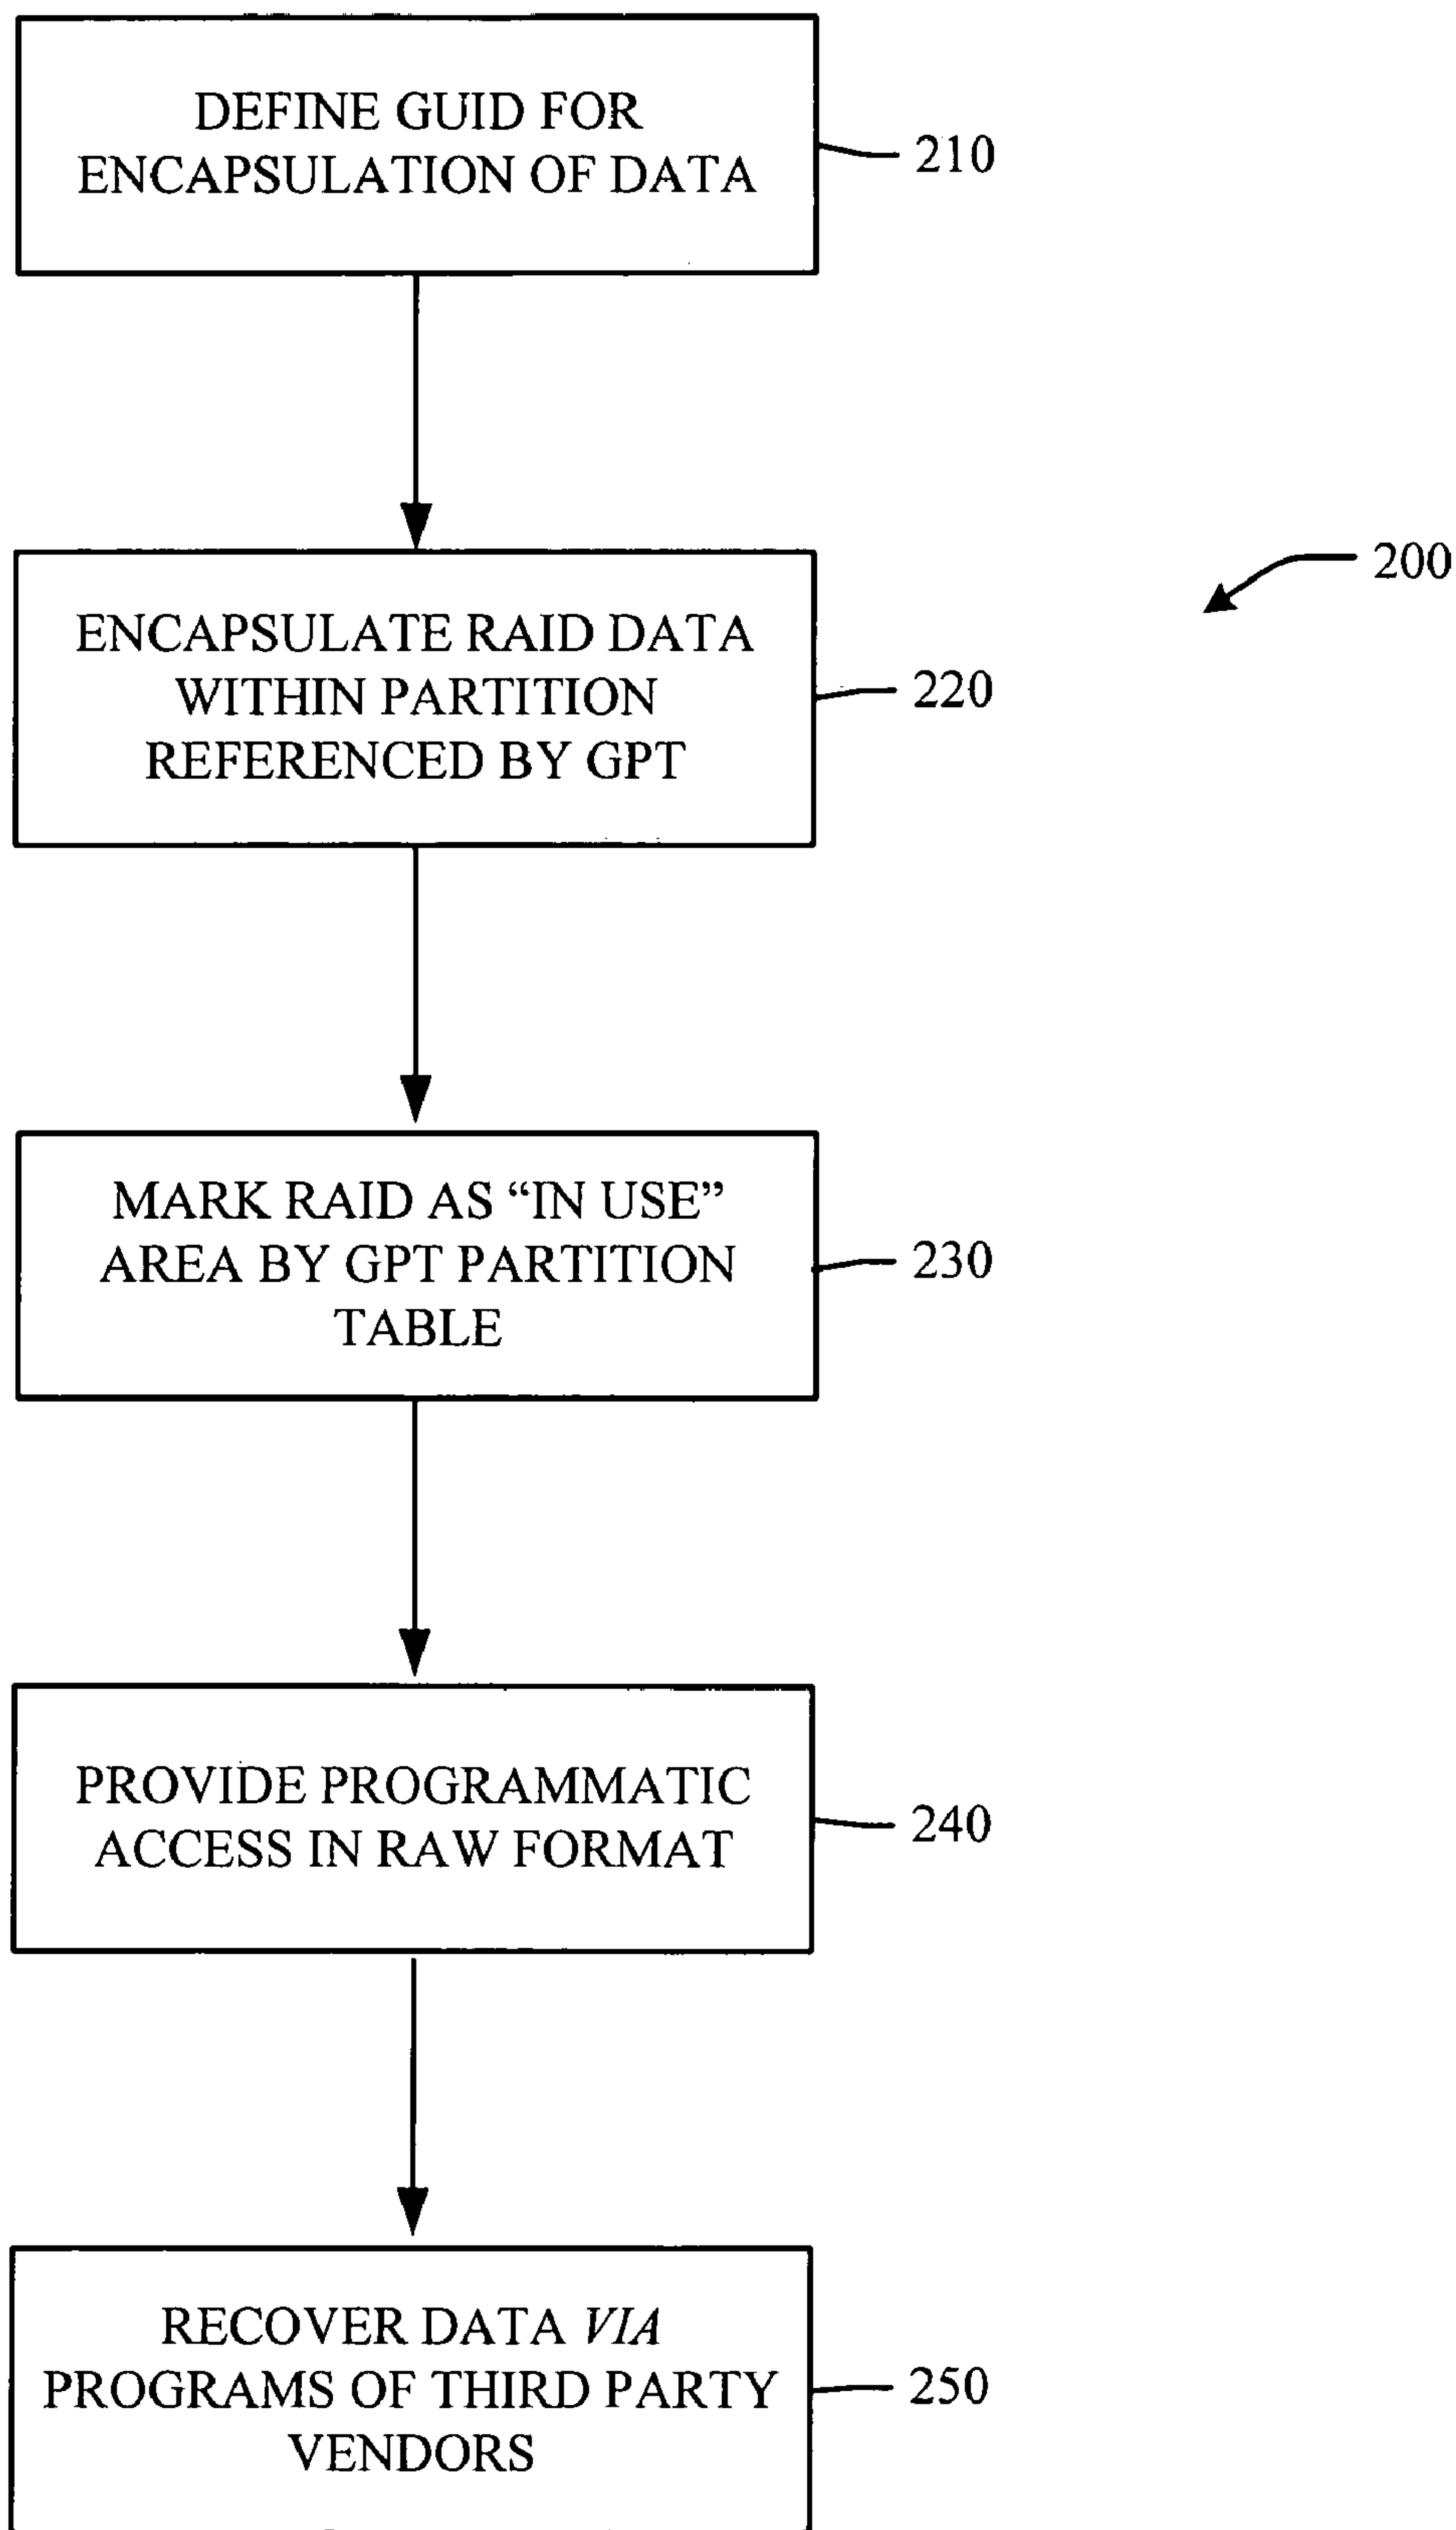 DEFINE GUID FOR
ENCAPSULATION OF DATA
210
200
ENCAPSULATE RAID DATA
WITHIN PARTITION
REFERENCED BY GPT
220
MARK RAID AS “IN USE”
AREA BY GPT PARTITION
TABLE
230
PROVIDE PROGRAMMATIC
ACCESS IN RAW FORMAT
240
RECOVER DATA VIA
PROGRAMS OF THIRD PARTY
VENDORS
250